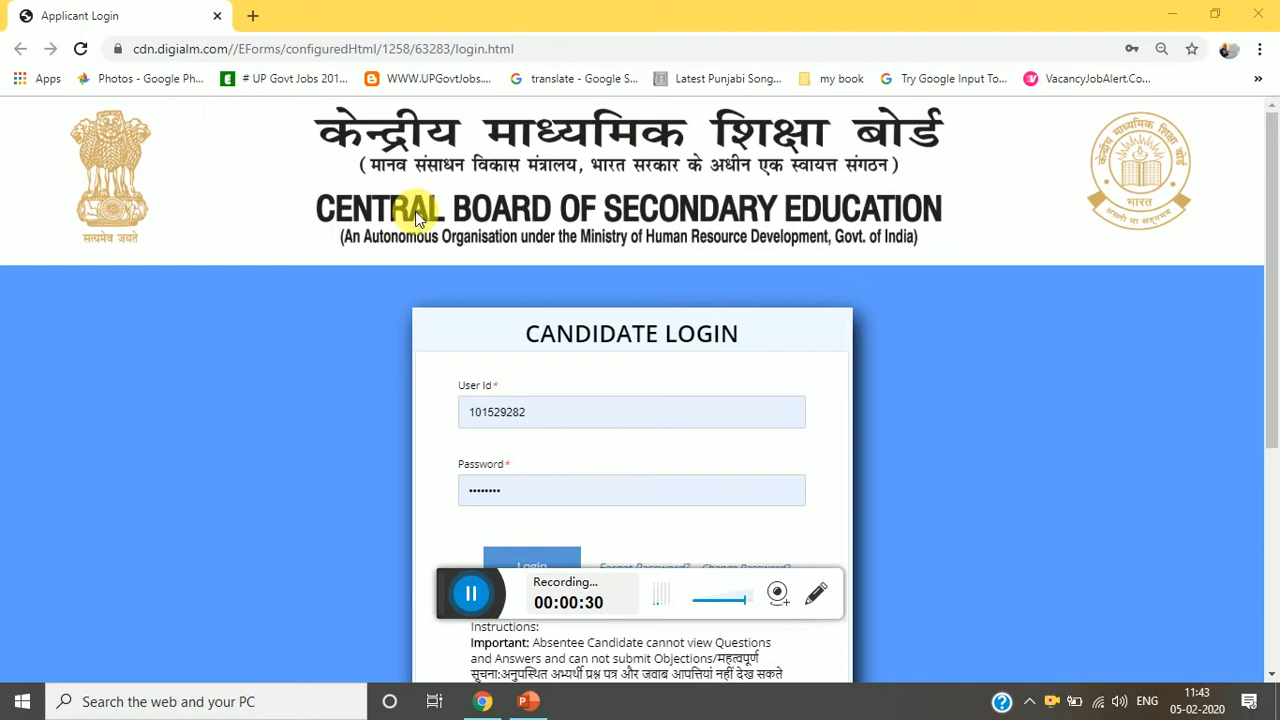 Applicant Login
cdn.digialm.com//EForms/configuredHtml/1258/63283/login.html
Apps
Photos - Google Ph...
# UP Govt Jobs 201...
WWW.UPGovtJobs....
translate - Google S...
Latest Punjabi Song...
my book
Try Google Input To...
VacancyJobAlert.Co...
केन्द्रीय माध्यमिक शिक्षा बोर्ड
(मानव संसाधन विकास मंत्रालय, भारत सरकार के अधीन एक स्वायत्त संगठन)
CENTRAL BOARD OF SECONDARY EDUCATION
(An Autonomous Organisation under the Ministry of Human Resource Development, Govt. of India)
सत्यमेव जयते
भारत
CANDIDATE LOGIN
User Id*
101529282
Password*
••••••••
Login
Forgot Password?
Change Password?
Recording...
00:00:30
Instructions:
Important: Absentee Candidate cannot view Questions
and Answers and can not submit Objections/महत्वपूर्ण
सूचना:अनुपस्थित अभ्यर्थी प्रश्न पत्र और जवाब आपत्तियां नहीं देख सकते
Search the web and your PC
ENG
11:43
05-02-2020